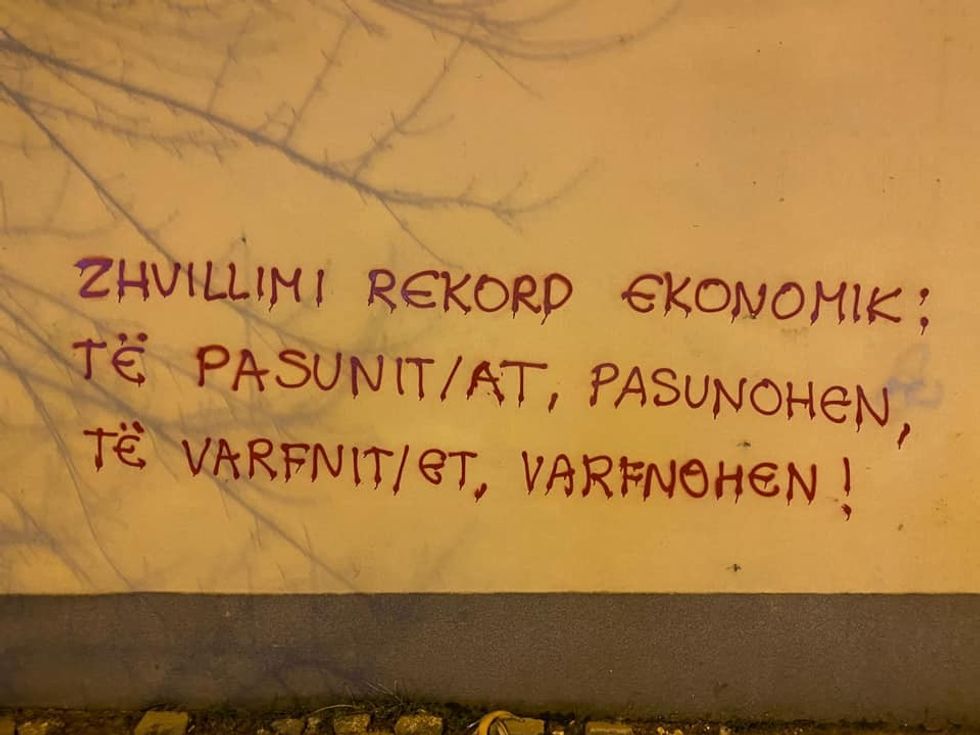 ZHVILLIMI REKORD EKONOMIK:
TË PASUNIT/AT, PASUNOHEN,
TË VARFNIT/ET, VARFNOHEN!